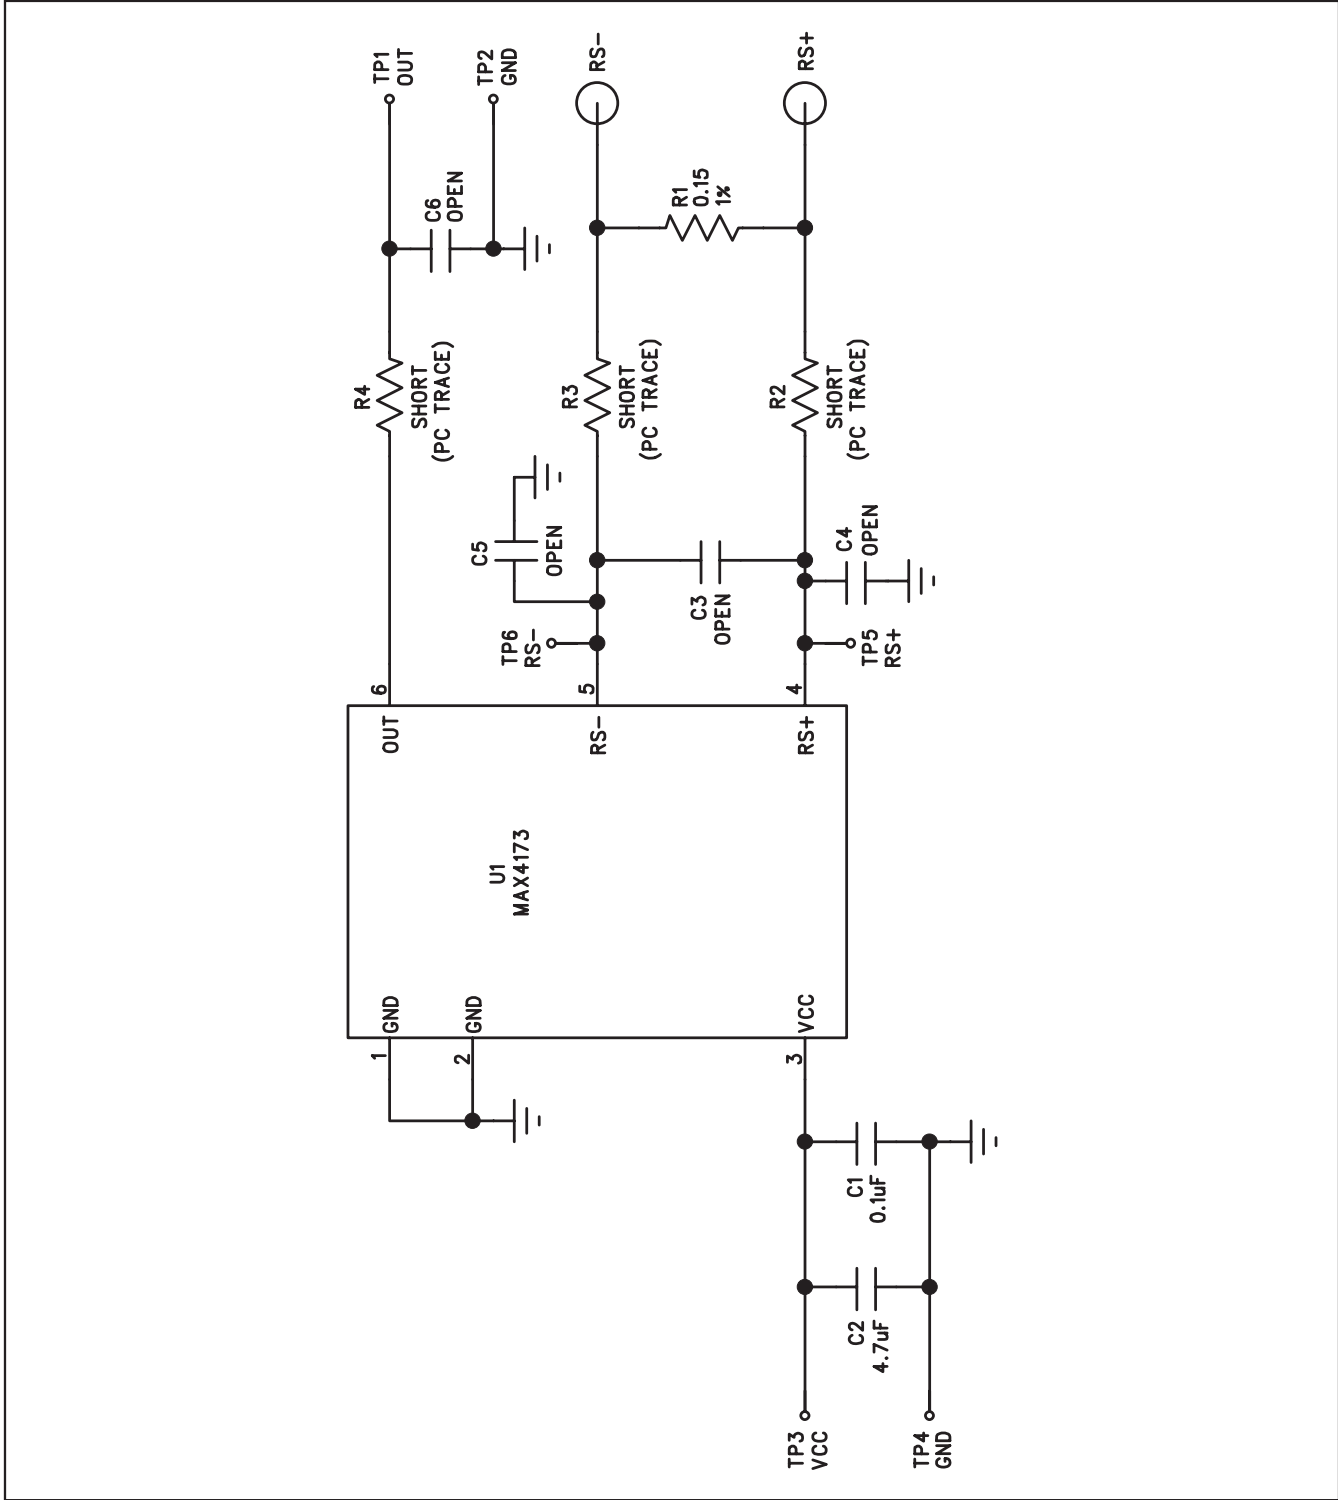 TP1
OUT
TP2
GND
RS-
RS+
C6
OPEN
R1
0.15
1%
R4
SHORT
(PC TRACE)
R3
SHORT
(PC TRACE)
R2
SHORT
(PC TRACE)
C5
OPEN
C3
OPEN
C4
OPEN
TP6
RS-
TP5
RS+
6
5
4
OUT
RS-
RS+
U1
MAX4173
GND
GND
VCC
1
2
3
C1
0.1uF
C2
4.7uF
TP3
VCC
TP4
GND